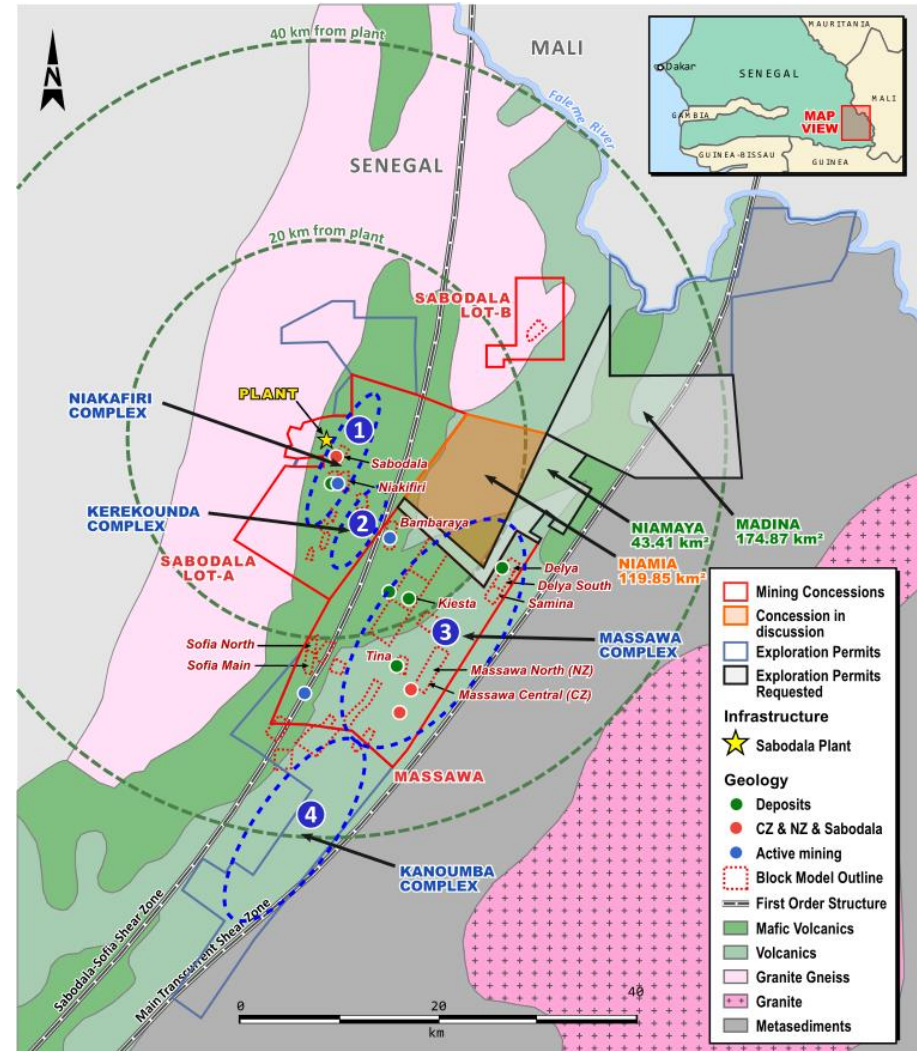 40 km from plant
MALI
N
SENEGAL
Faleme River
20 km from plant
MAURITANIA
Dakar
SENEGAL
MALI
GAMBIA
MAP
VIEW
GUINEA-BISSAU
GUINEA
SABODALA
LOT-B
NIAKAFIRI
COMPLEX
PLANT
1
Sabodala
Niakifiri
KEREKOUNDA
COMPLEX
2
Bambaraya
SABODALA
LOT-A
NIAMAYA
43.41 km²
MADINA
174.87 km²
NIAMIA
119.85 km²
Delya
Delya South
Samina
Kiesta
3
MASSAWA
COMPLEX
Sofia North
Sofia Main
Tina
Massawa North (NZ)
Massawa Central (CZ)
MASSAWA
4
KANOUMBA
COMPLEX
Sabodala-Sofia Shear Zone
Main Transcurrent Shear Zone
0
20
40
km
Mining Concessions
Concession in
discussion
Exploration Permits
Exploration Permits
Requested
Infrastructure
Sabodala Plant
Geology
Deposits
CZ & NZ & Sabodala
Active mining
Block Model Outline
First Order Structure
Mafic Volcanics
Volcanics
Granite Gneiss
Granite
Metasediments